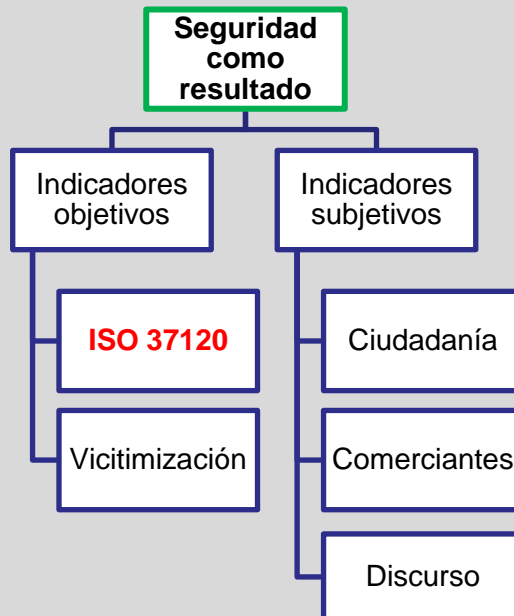 Seguridad
como
resultado
Indicadores
objetivos
Indicadores
subjetivos
ISO 37120
Ciudadanía
Vicitimización
Comerciantes
Discurso